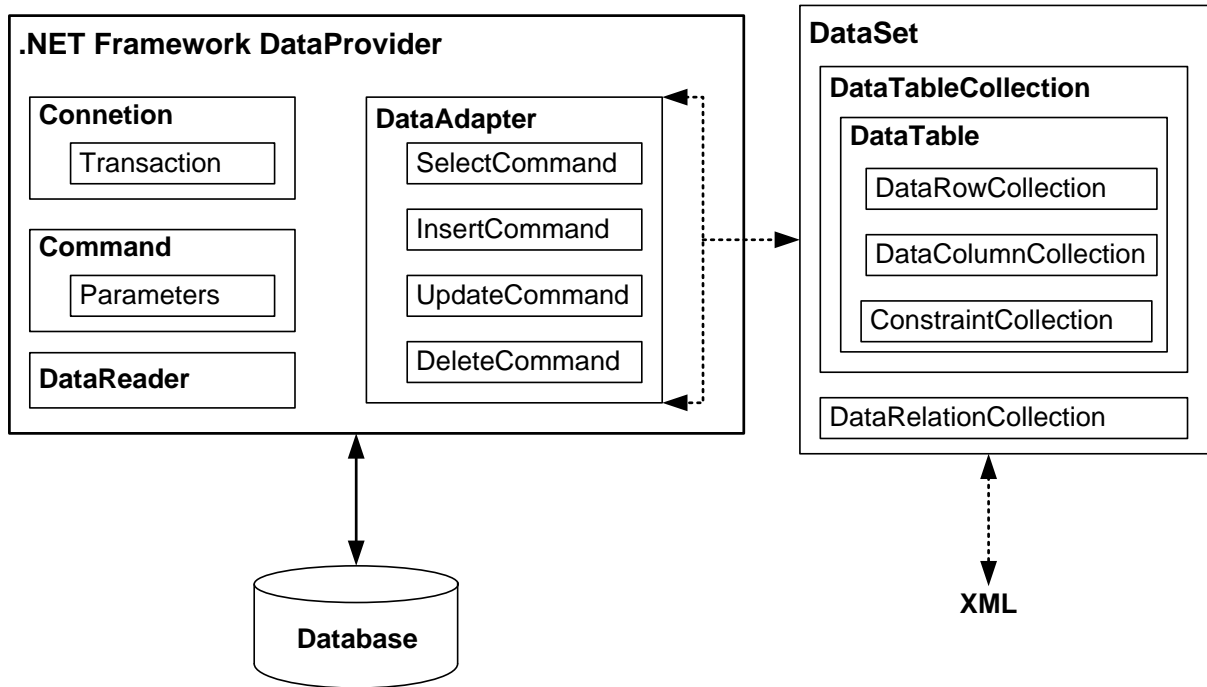 .NET Framework DataProvider
Connetion
Transaction
Command
Parameters
DataReader
DataAdapter
SelectCommand
InsertCommand
UpdateCommand
DeleteCommand
DataSet
DataTableCollection
DataTable
DataRowCollection
DataColumnCollection
ConstraintCollection
DataRelationCollection
Database
XML